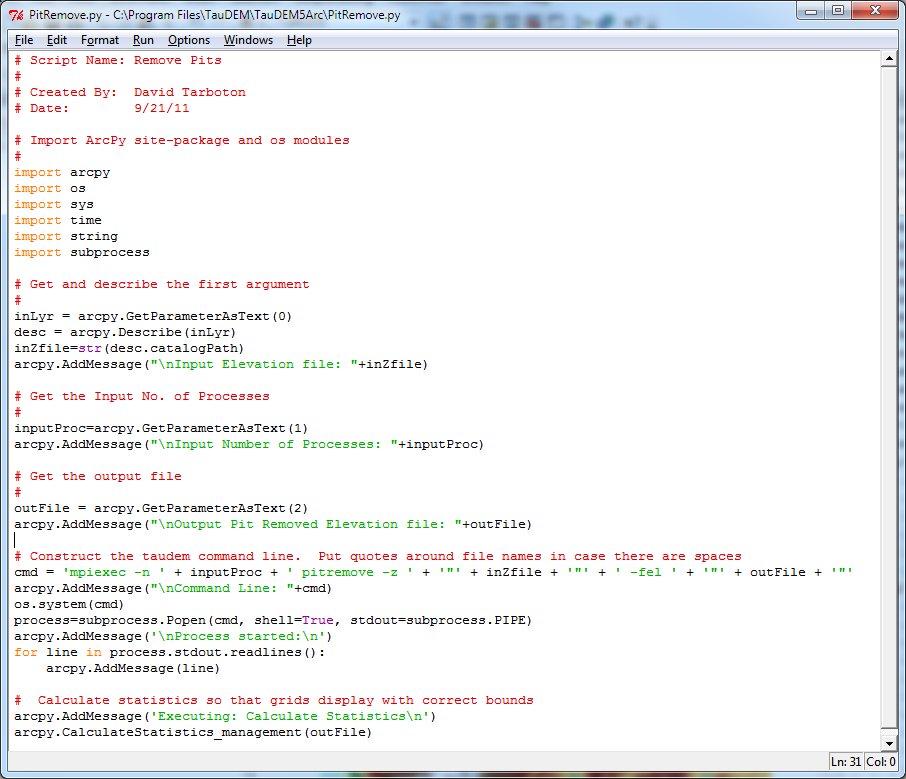 PitRemove.py - C:\Program Files\TauDEM\TauDEM5Arc\PitRemove.py
File Edit Format Run Options Windows Help
# Script Name: Remove Pits
#
# Created By:  David Tarboton
# Date:        9/21/11

# Import ArcPy site-package and os modules
#
import arcpy
import os
import sys
import time
import string
import subprocess

# Get and describe the first argument
#
inLyr = arcpy.GetParameterAsText(0)
desc = arcpy.Describe(inLyr)
inZfile=str(desc.catalogPath)
arcpy.AddMessage("\nInput Elevation file: "+inZfile)

# Get the Input No. of Processes
#
inputProc=arcpy.GetParameterAsText(1)
arcpy.AddMessage("\nInput Number of Processes: "+inputProc)

# Get the output file
#
outFile = arcpy.GetParameterAsText(2)
arcpy.AddMessage("\nOutput Pit Removed Elevation file: "+outFile)

# Construct the taudem command line.  Put quotes around file names in case there are spaces
cmd = 'mpiexec -n ' + inputProc + ' pitremove -z ' + '"' + inZfile + '"' + ' -fel ' + '"' + outFile + '"'
arcpy.AddMessage("\nCommand Line: "+cmd)
os.system(cmd)
process=subprocess.Popen(cmd, shell=True, stdout=subprocess.PIPE)
arcpy.AddMessage('\nProcess started:\n')
for line in process.stdout.readlines():
    arcpy.AddMessage(line)

#  Calculate statistics so that grids display with correct bounds
arcpy.AddMessage('Executing: Calculate Statistics\n')
arcpy.CalculateStatistics_management(outFile)
Ln: 31 Col: 0